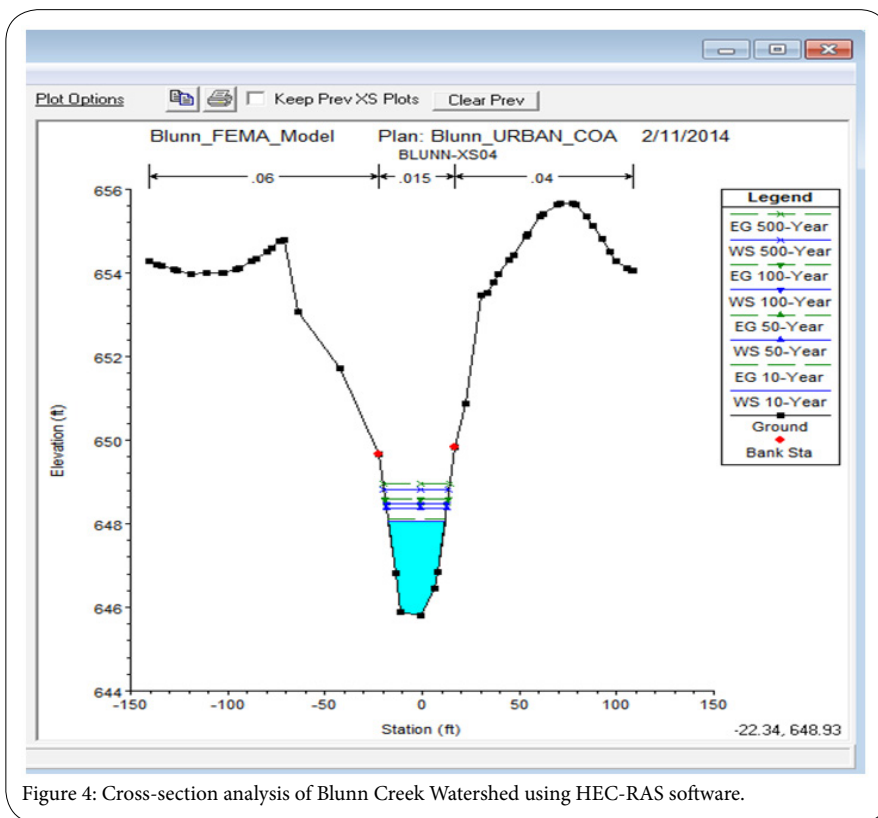 Plot Options Keep Prev XS Plots Clear Prev
Blunn_FEMA_Model Plan: Blunn_URBAN_COA 2/11/2014
BLUNN-XS04
.06 .015 .04
656
654
652
650
648
646
644
Elevation (ft)
-150 -100 -50 0 50 100 150
Station (ft)
-22.34, 648.93
Legend
EG 500-Year
WS 500-Year
EG 100-Year
WS 100-Year
EG 50-Year
WS 50-Year
EG 10-Year
WS 10-Year
Ground
Bank Sta
Figure 4: Cross-section analysis of Blunn Creek Watershed using HEC-RAS software.